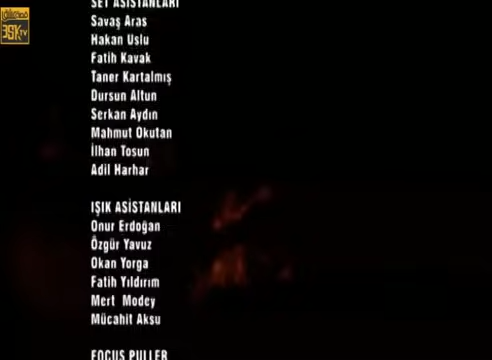 SET ASİSTANLARI
Savaş Aras
Hakan Uslu
Fatih Kavak
Taner Kartalmış
Dursun Altun
Serkan Aydın
Mahmut Okutan
İlhan Tosun
Adil Harhar
IŞIK ASİSTANLARI
Onur Erdoğan
Özgür Yavuz
Okan Yorga
Fatih Yıldırım
Mert Modey
Mücahit Aksu
FOCUS PULLER
3SK TV